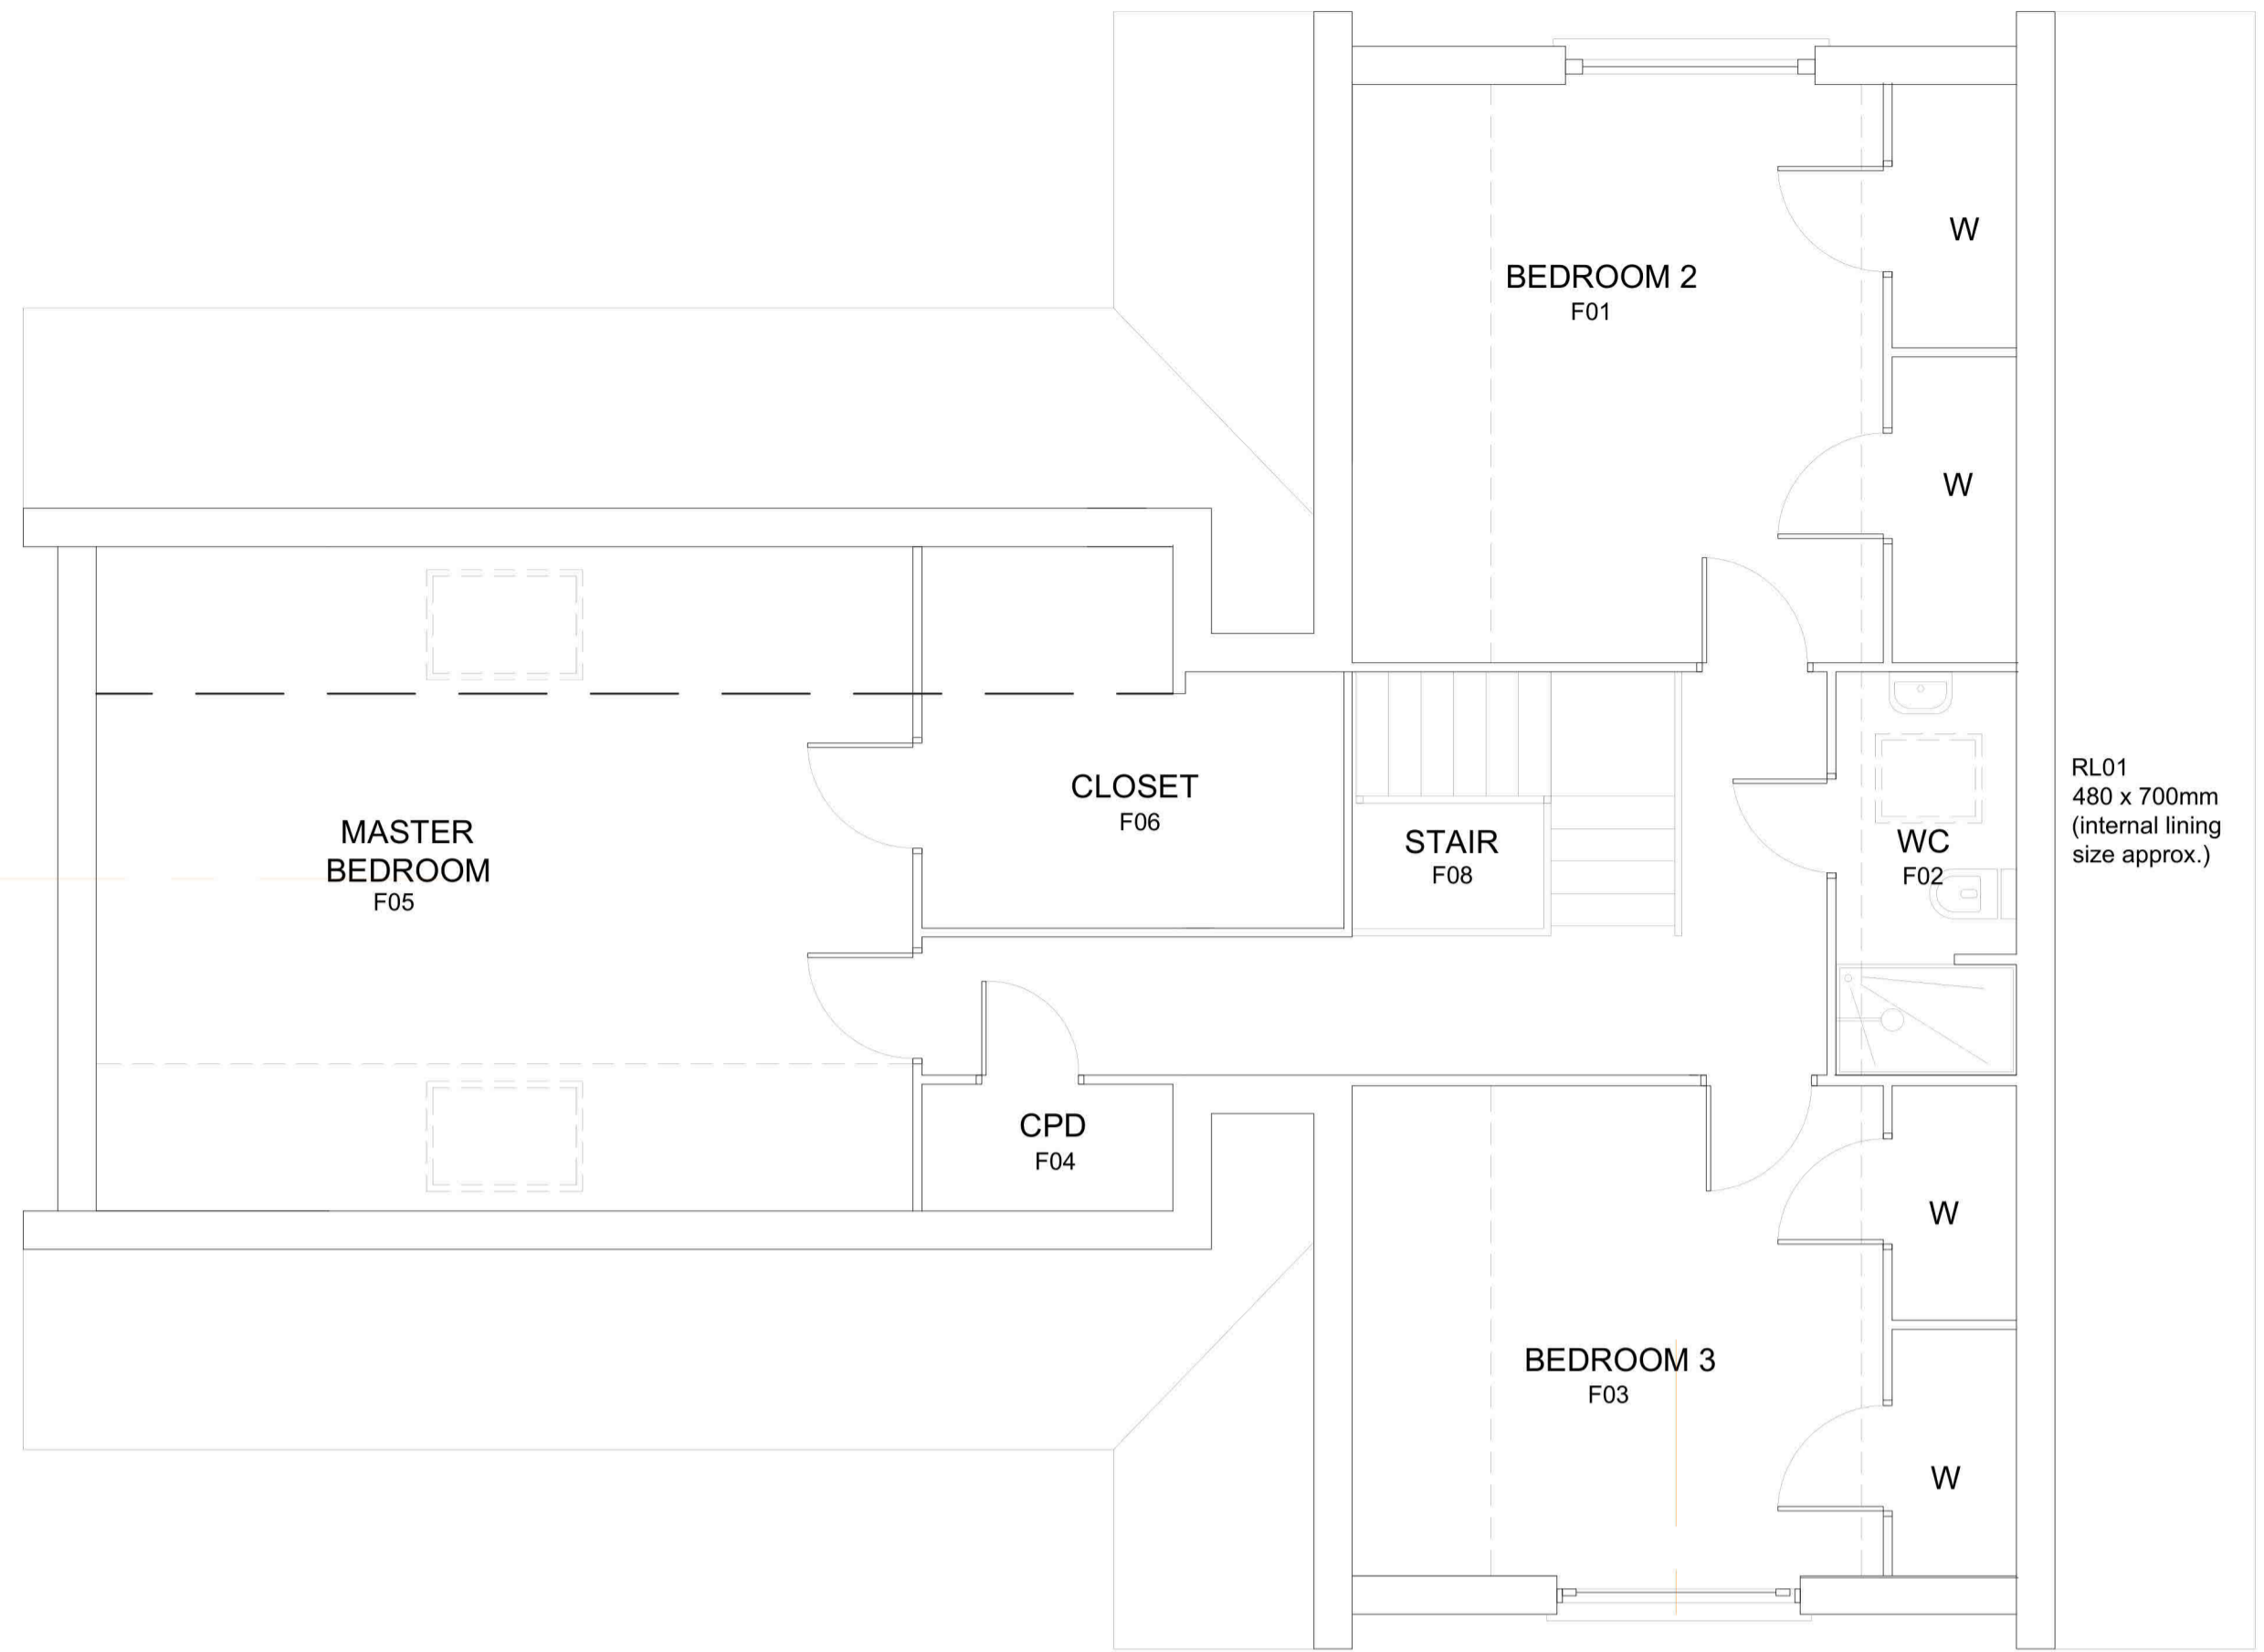 BEDROOM 2
F01
W
W
CLOSET
F06
MASTER
BEDROOM
F05
STAIR
F08
WC
F02
RL01
480 x 700mm
(internal lining
size approx.)
CPD
F04
W
BEDROOM 3
F03
W